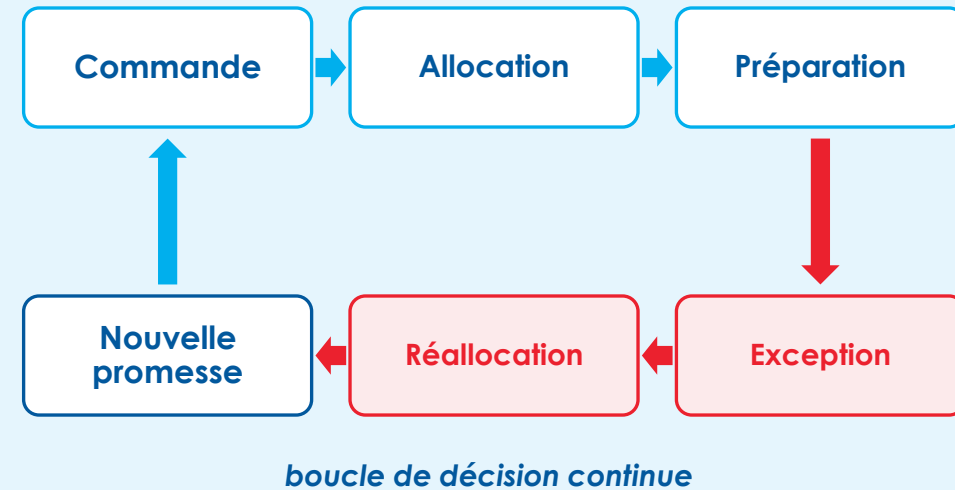 Commande
Allocation
Préparation
Nouvelle
promesse
Réallocation
Exception
boucle de décision continue